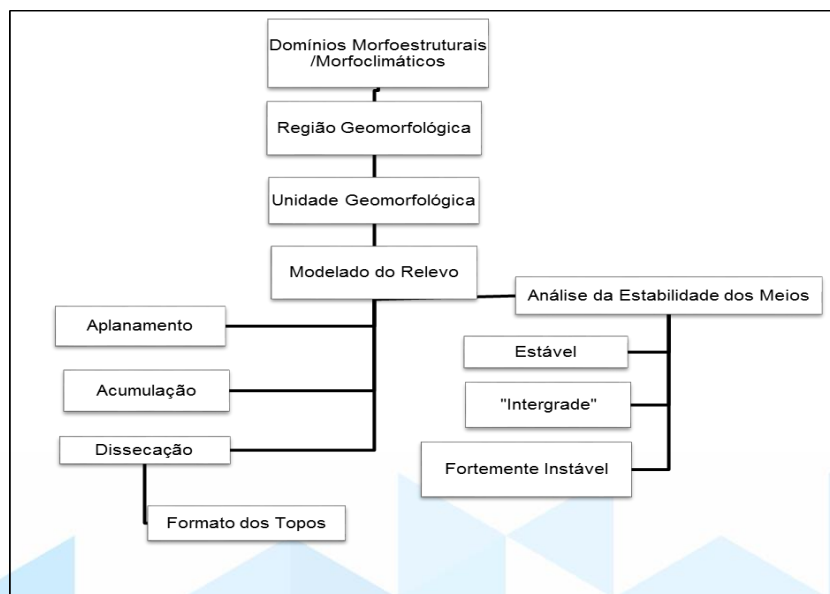 Domínios Morfoestruturais
/Morfoclimáticos
Região Geomorfológica
Unidade Geomorfológica
Modelado do Relevo
Análise da Estabilidade dos Meios
Aplanamento
Estável
Acumulação
"Intergrade"
Dissecação
Fortemente Instável
Formato dos Topos